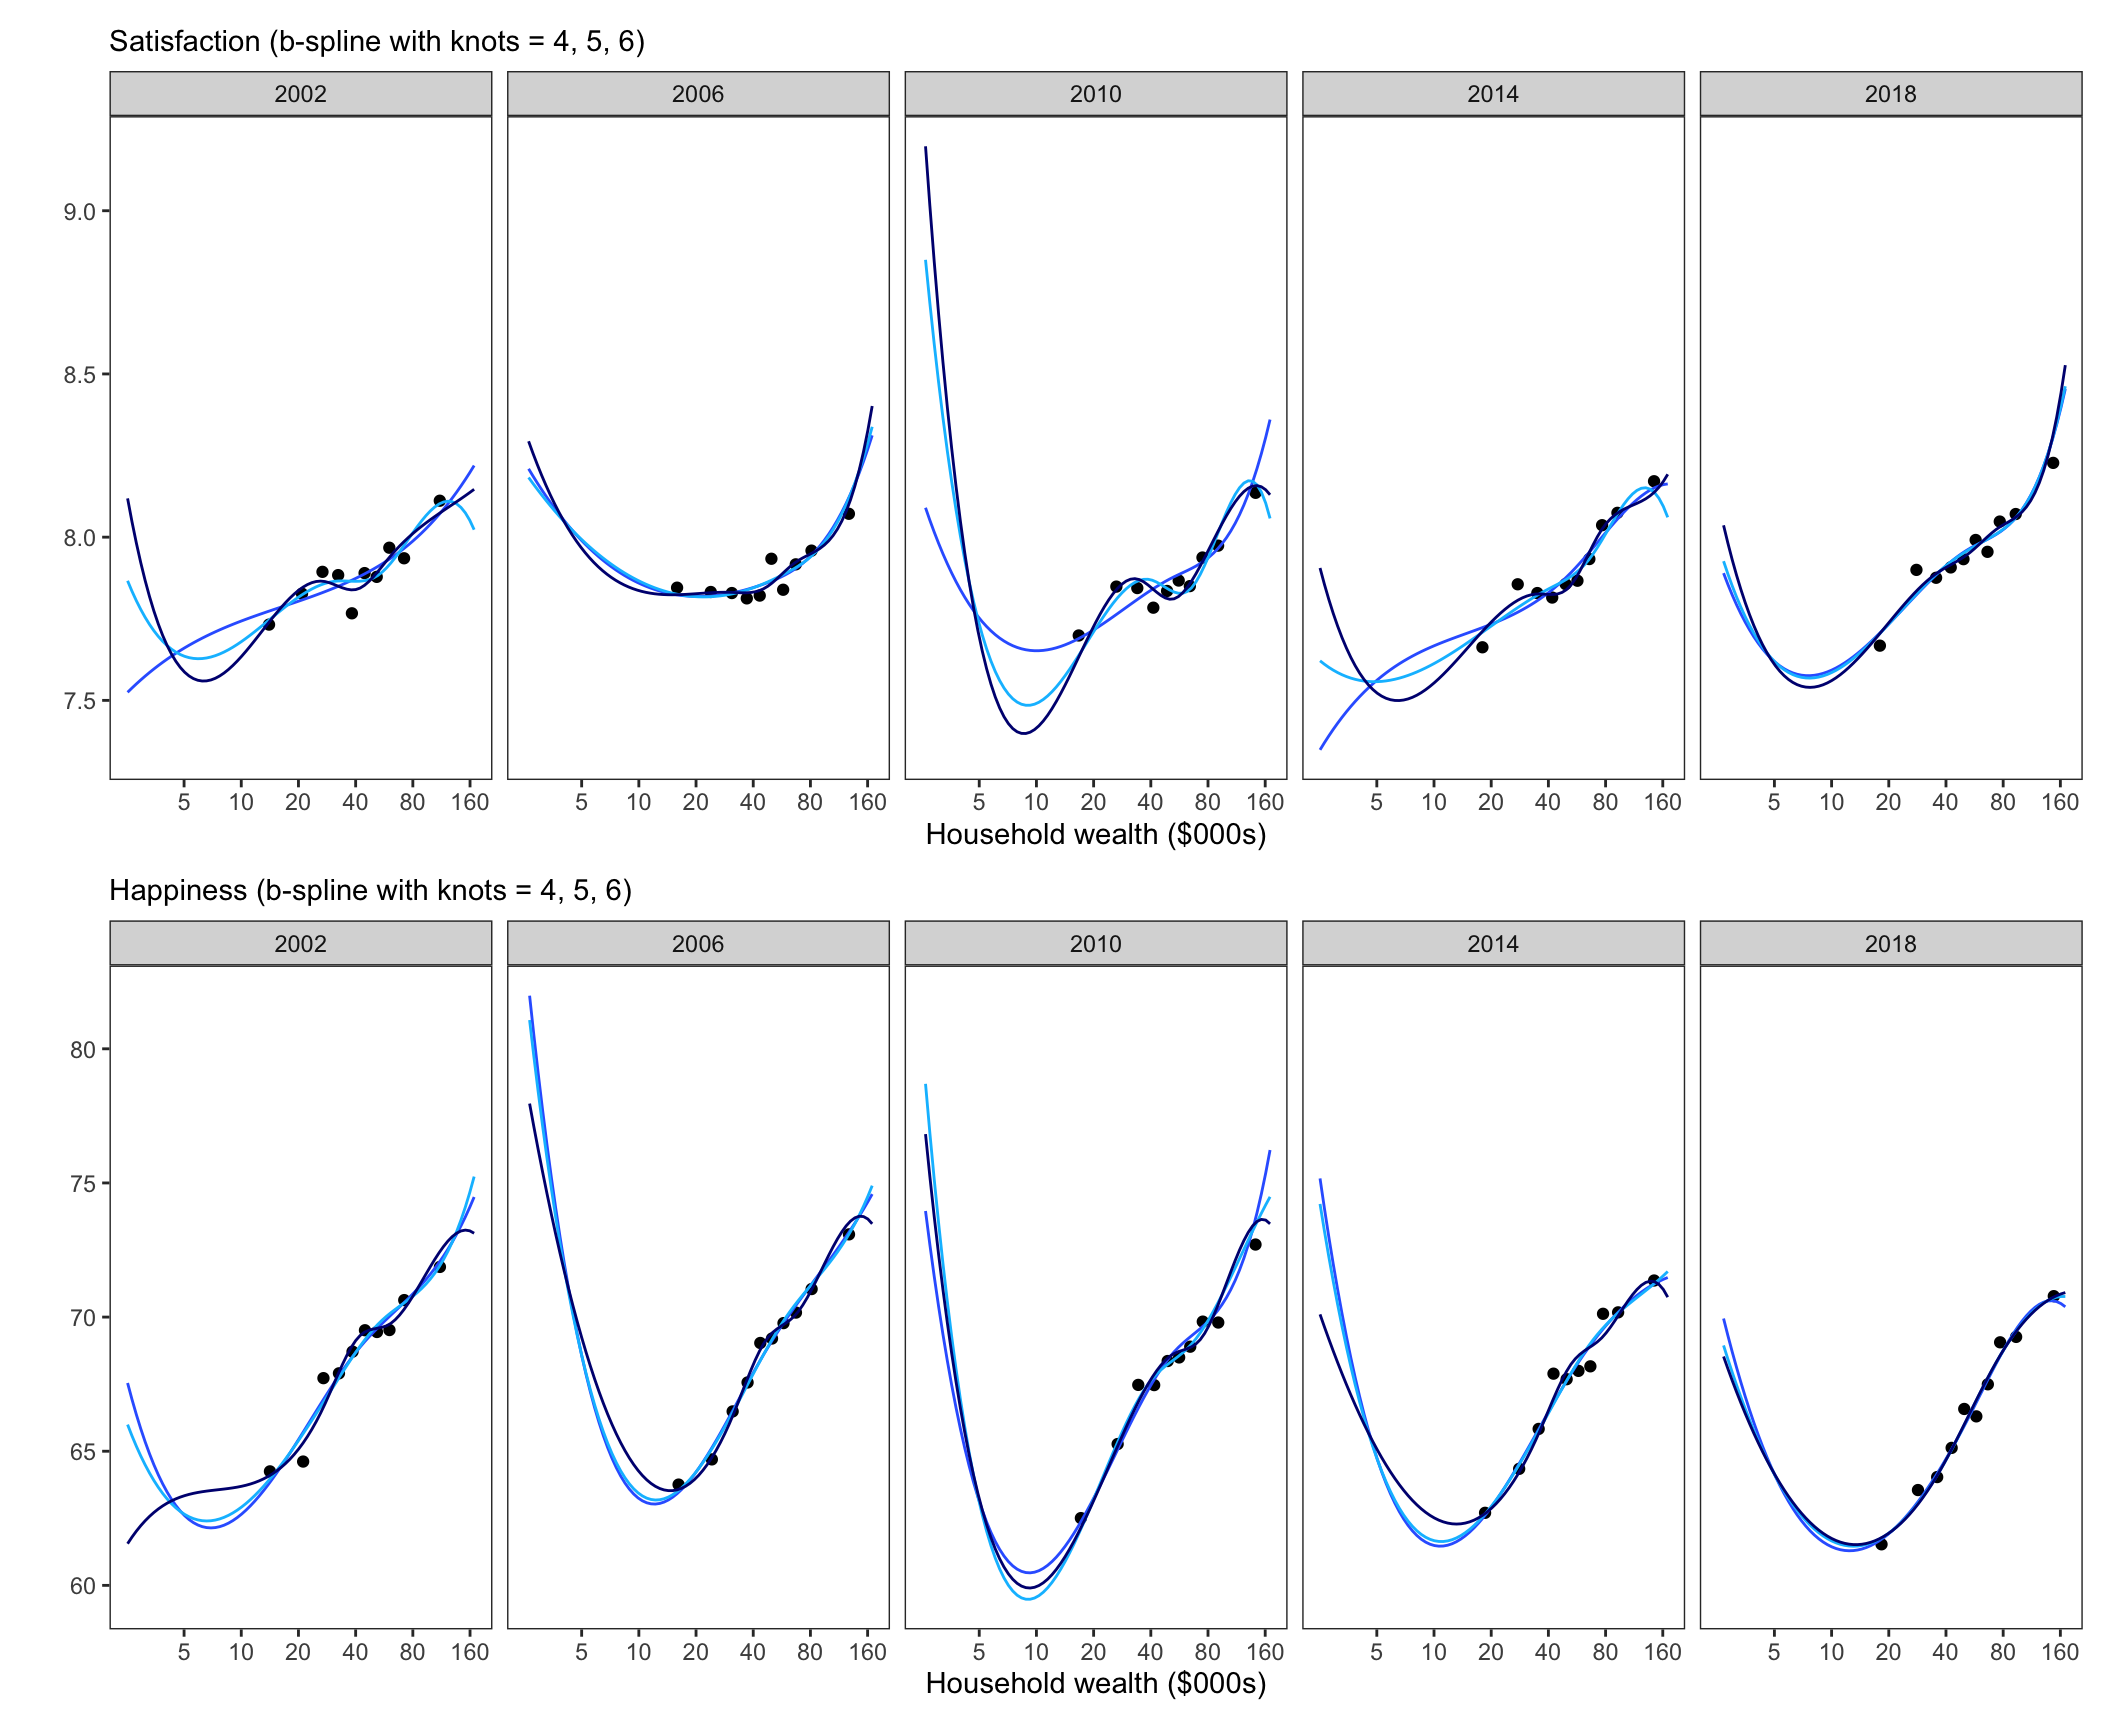 Satisfaction (b-spline with knots = 4, 5, 6)
2002 2006 2010 2014 2018
9.0
8.5
8.0
7.5
5 10 20 40 80 160 5 10 20 40 80 160 5 10 20 40 80 160 5 10 20 40 80 160 5 10 20 40 80 160
Household wealth ($000s)
Happiness (b-spline with knots = 4, 5, 6)
2002 2006 2010 2014 2018
80
75
70
65
60
5 10 20 40 80 160 5 10 20 40 80 160 5 10 20 40 80 160 5 10 20 40 80 160 5 10 20 40 80 160
Household wealth ($000s)